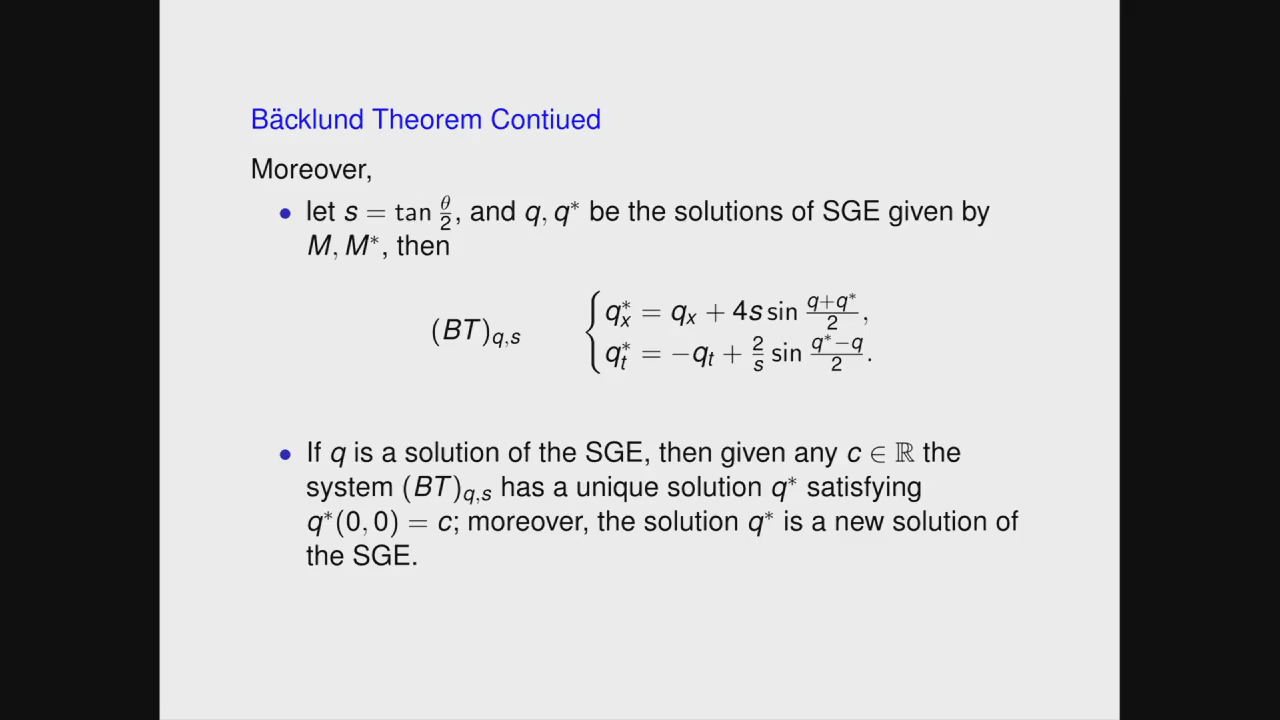 Bäcklund Theorem Contiued
Moreover,
• let s = tan θ/2, and q, q* be the solutions of SGE given by
M, M*, then
(BT)_{q,s} { q*_x = q_x + 4s sin (q+q*)/2,
q*_t = −q_t + 2/s sin (q*−q)/2.
• If q is a solution of the SGE, then given any c ∈ ℝ the
system (BT)_{q,s} has a unique solution q* satisfying
q*(0, 0) = c; moreover, the solution q* is a new solution of
the SGE.